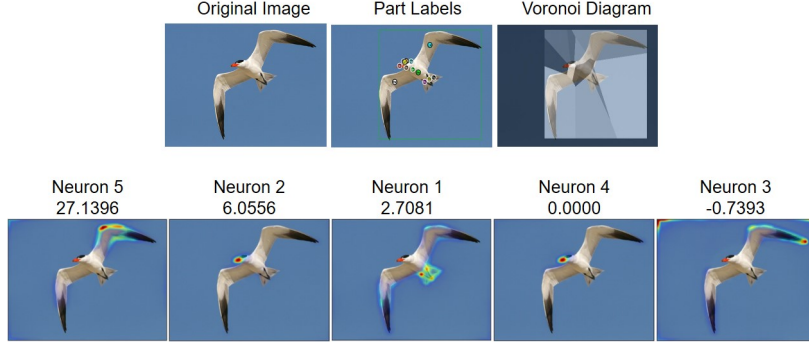 Original Image
Part Labels
Voronoi Diagram
Neuron 5
27.1396
Neuron 2
6.0556
Neuron 1
2.7081
Neuron 4
0.0000
Neuron 3
-0.7393